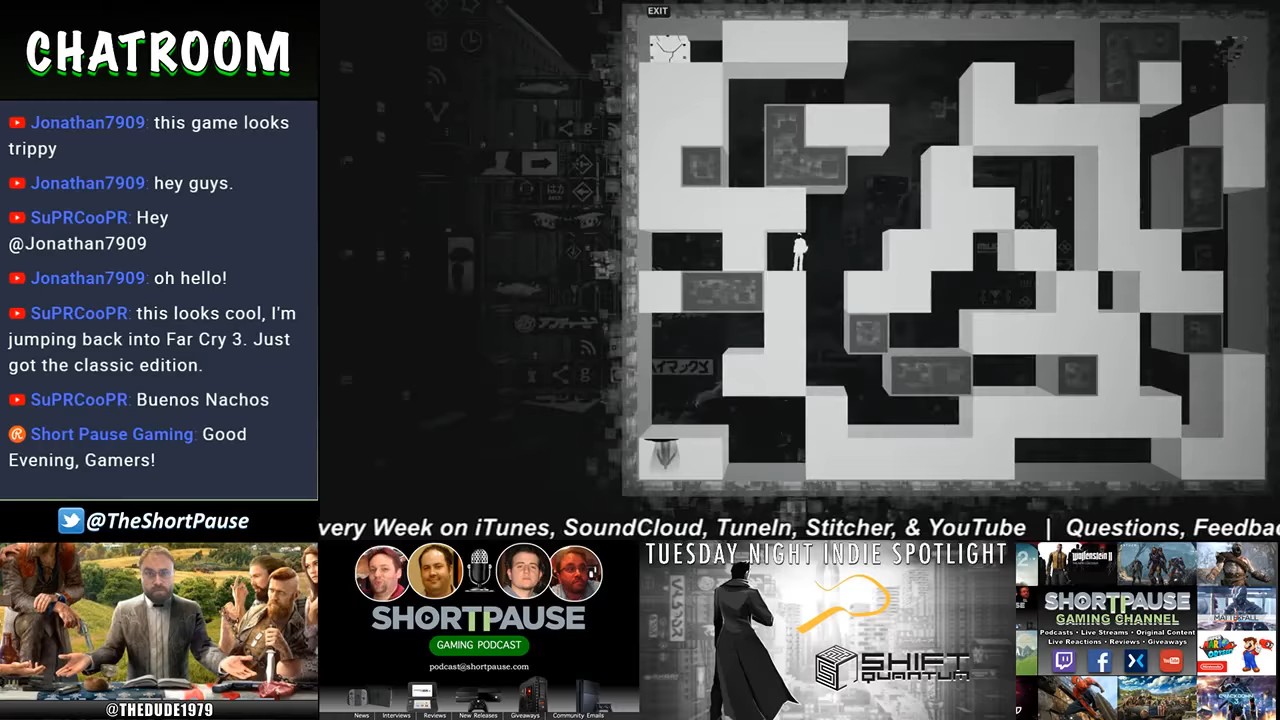 CHATROOM
Jonathan7909: this game looks
trippy
Jonathan7909: hey guys.
SuPRCooPR: Hey
@Jonathan7909
Jonathan7909: oh hello!
SuPRCooPR: this looks cool, I'm
jumping back into Far Cry 3. Just
got the classic edition.
SuPRCooPR: Buenos Nachos
Short Pause Gaming: Good
Evening, Gamers!
@TheShortPause
EXIT
very Week on iTunes, SoundCloud, TuneIn, Stitcher, & YouTube | Questions, Feedba
@THEDUDE1979
SHORTPAUSE
GAMING PODCAST
podcast@shortpause.com
News | Interviews | Reviews | New Releases | Giveaways | Community Emails
TUESDAY NIGHT INDIE SPOTLIGHT
SHIFT
QUANTUM
SHORTPAUSE
GAMING CHANNEL
Podcasts • Live Streams • Original Content
Live Reactions • Reviews • Giveaways